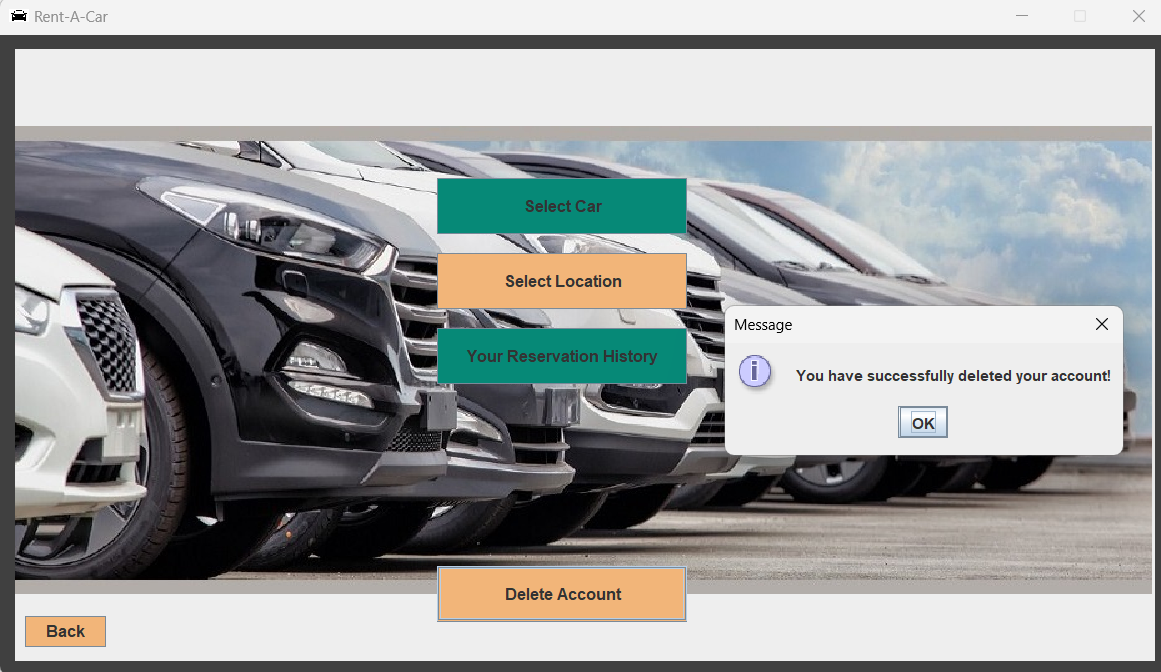 Rent-A-Car
Select Car
Select Location
Your Reservation History
Message
You have successfully deleted your account!
OK
Delete Account
Back